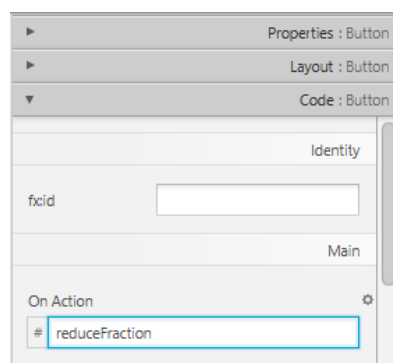 Properties : Button
Layout : Button
Code : Button
Identity
fx:id
Main
On Action
# reduceFraction